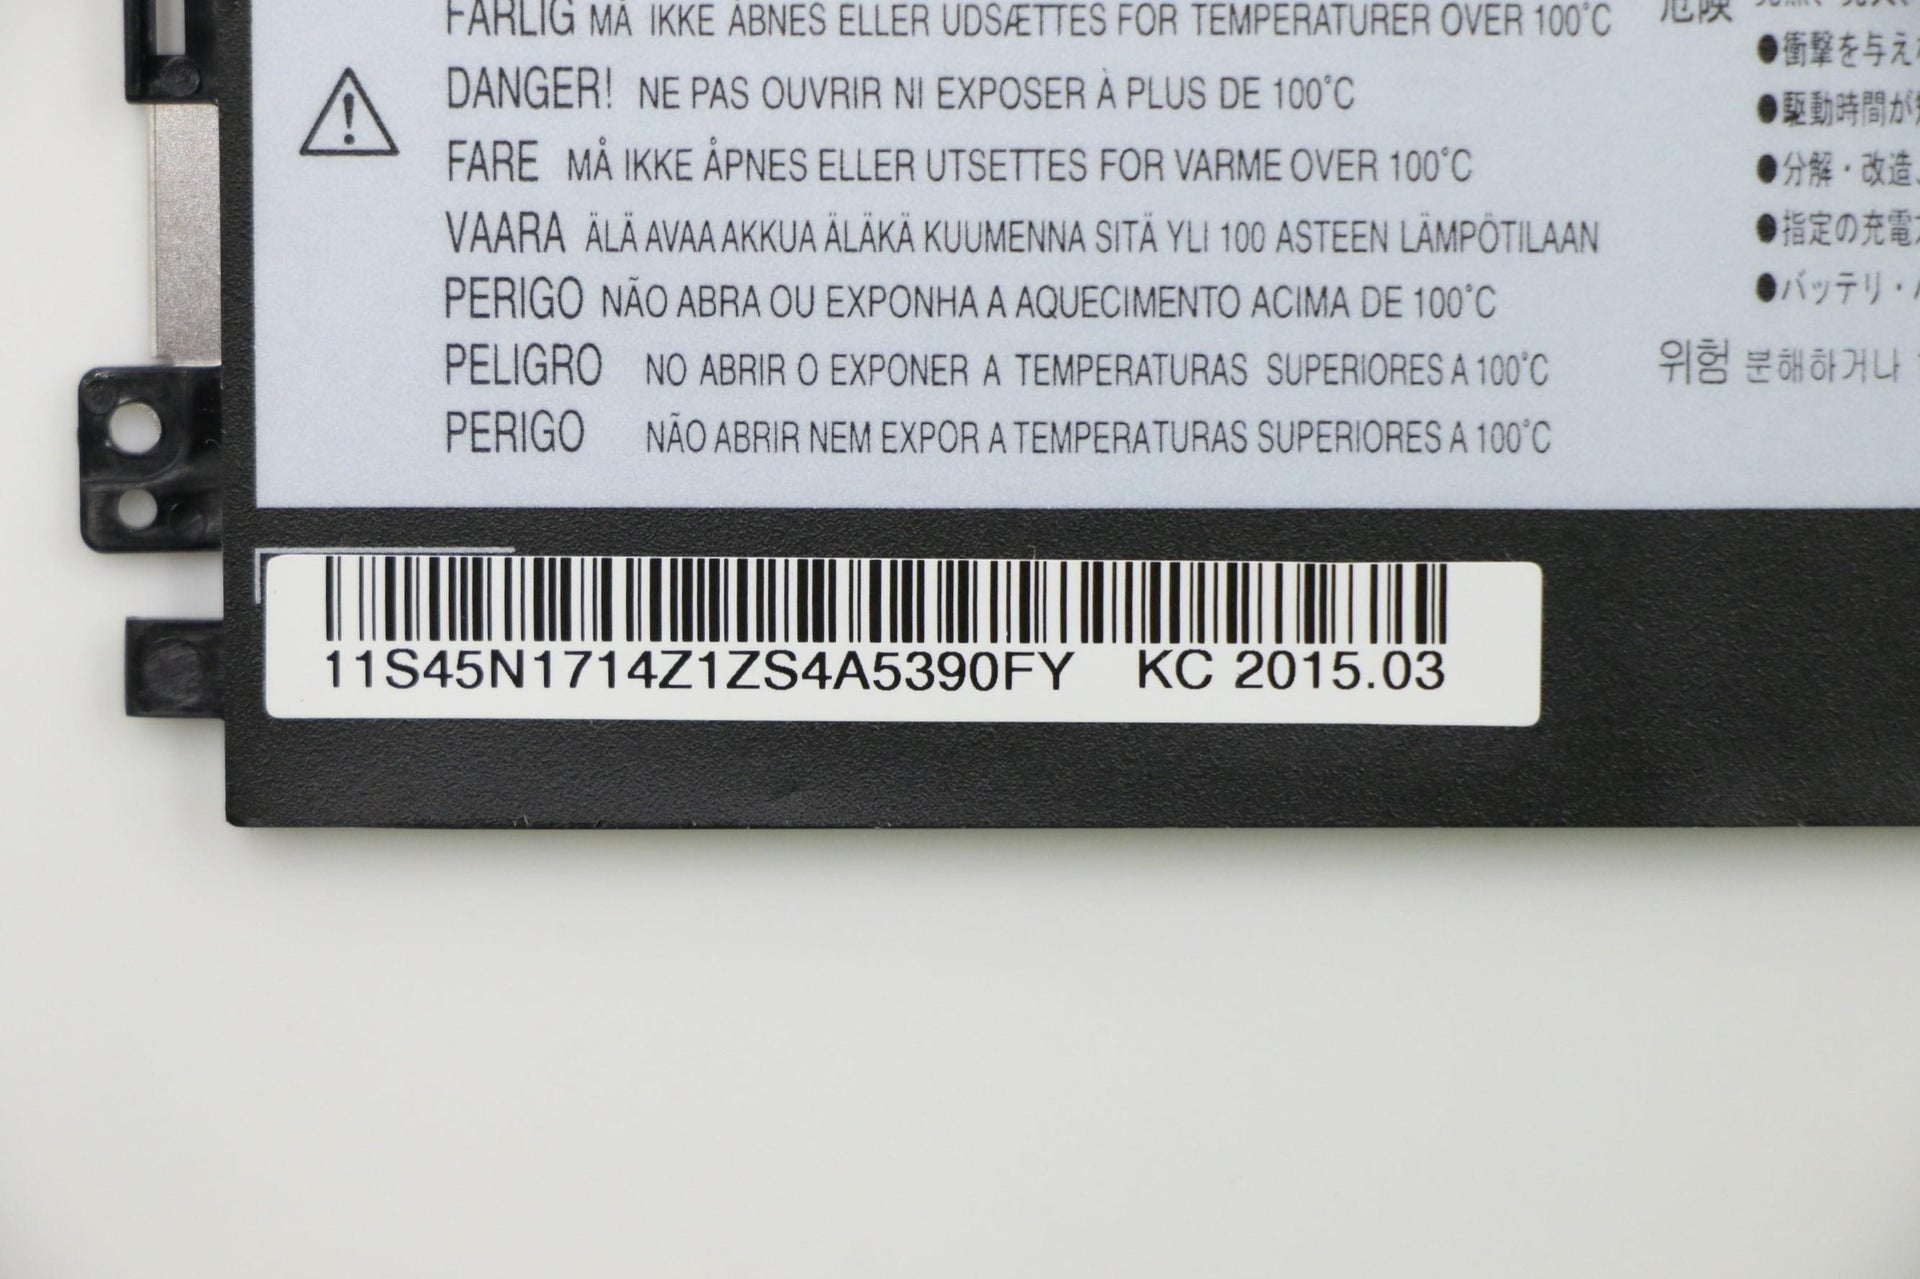 FARLIG MÅ IKKE ÅBNES ELLER UDSÆTTES FOR TEMPERATURER OVER 100°C
DANGER! NE PAS OUVRIR NI EXPOSER À PLUS DE 100°C
FARE MÅ IKKE ÅPNES ELLER UTSETTES FOR VARME OVER 100°C
VAARA ÄLÄ AVAA AKKUA ÄLÄKÄ KUUMENNA SITÄ YLI 100 ASTEEN LÄMPÖTILAAN
PERIGO NÃO ABRA OU EXPONHA A AQUECIMENTO ACIMA DE 100°C
PELIGRO NO ABRIR O EXPONER A TEMPERATURAS SUPERIORES A 100°C
PERIGO NÃO ABRIR NEM EXPOR A TEMPERATURAS SUPERIORES A 100°C
危険
●衝撃を与え
●駆動時間が
●分解・改造、
●指定の充電
●バッテリ・
위험 분해하거나
11S45N1714Z1ZS4A5390FY KC 2015.03